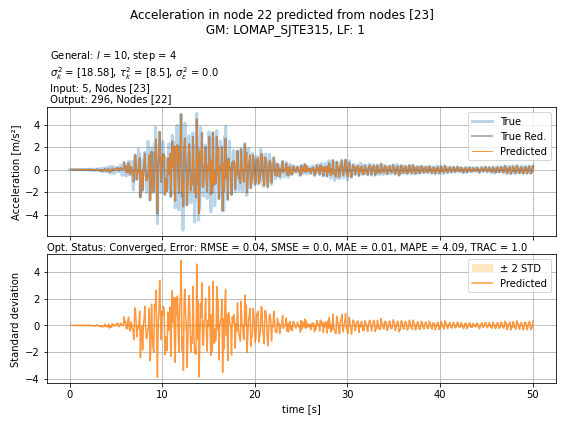 Acceleration in node 22 predicted from nodes [23]
GM: LOMAP_SJTE315, LF: 1
General: l = 10, step = 4
σ²ₖ = [18.58], τ²ₖ = [8.5], σ²ε = 0.0
Input: 5, Nodes [23]
Output: 296, Nodes [22]
Acceleration [m/s²]
4
2
0
−2
−4
True
True Red.
Predicted
Opt. Status: Converged, Error: RMSE = 0.04, SMSE = 0.0, MAE = 0.01, MAPE = 4.09, TRAC = 1.0
Standard deviation
4
2
0
−2
−4
± 2 STD
Predicted
0 10 20 30 40 50
time [s]